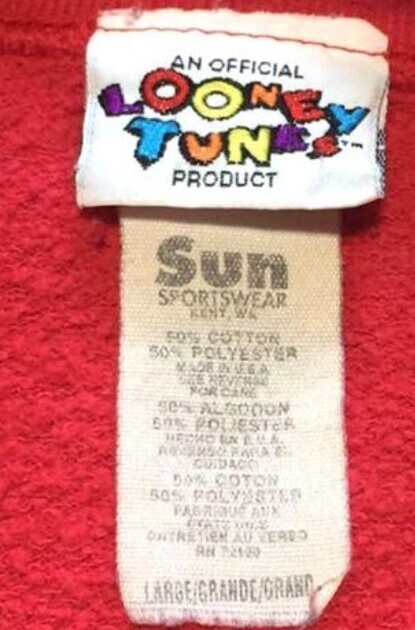 AN OFFICIAL
LOONEY
TUNES™
PRODUCT
Sun
SPORTSWEAR
KENT, WA
50% COTTON
50% POLYESTER
MADE IN U.S.A
SEE REVERSE
FOR CARE
50% ALGODON
50% POLIESTER
HECHO EN E.U.A.
REVERSO PARA EL
CUIDADO
50% COTON
50% POLYESTER
FABRIQUE AUX
ETATS UNIS
ENTRETIEN AU VERSO
RN
LARGE/GRANDE/GRAND